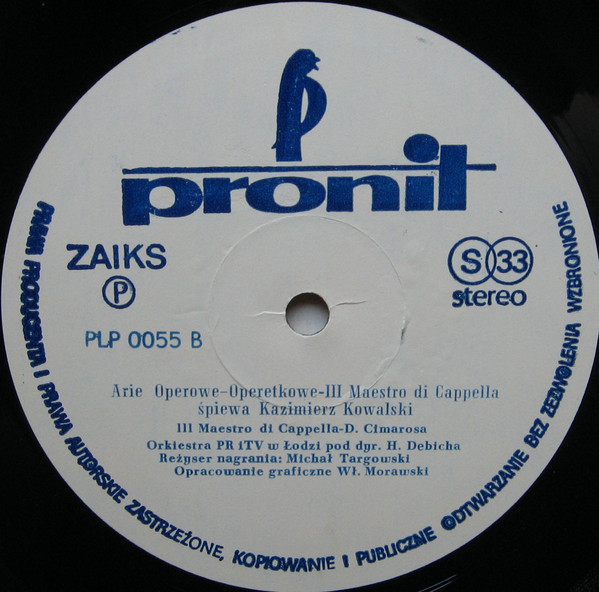 pronit
ZAIKS
P
S 33
stereo
PLP 0055 B
Arie Operowe-Operetkowe-III Maestro di Cappella
śpiewa Kazimierz Kowalski
III Maestro di Cappella-D. Cimarosa
Orkiestra PR iTV w Łodzi pod dyr. H. Debicha
Reżyser nagrania: Michał Targowski
Opracowanie graficzne Wł. Morawski
PRAWA PRODUCENTA I PRAWA AUTORSKIE ZASTRZEŻONE, KOPIOWANIE I PUBLICZNE ODTWARZANIE BEZ ZEZWOLENIA WZBRONIONE